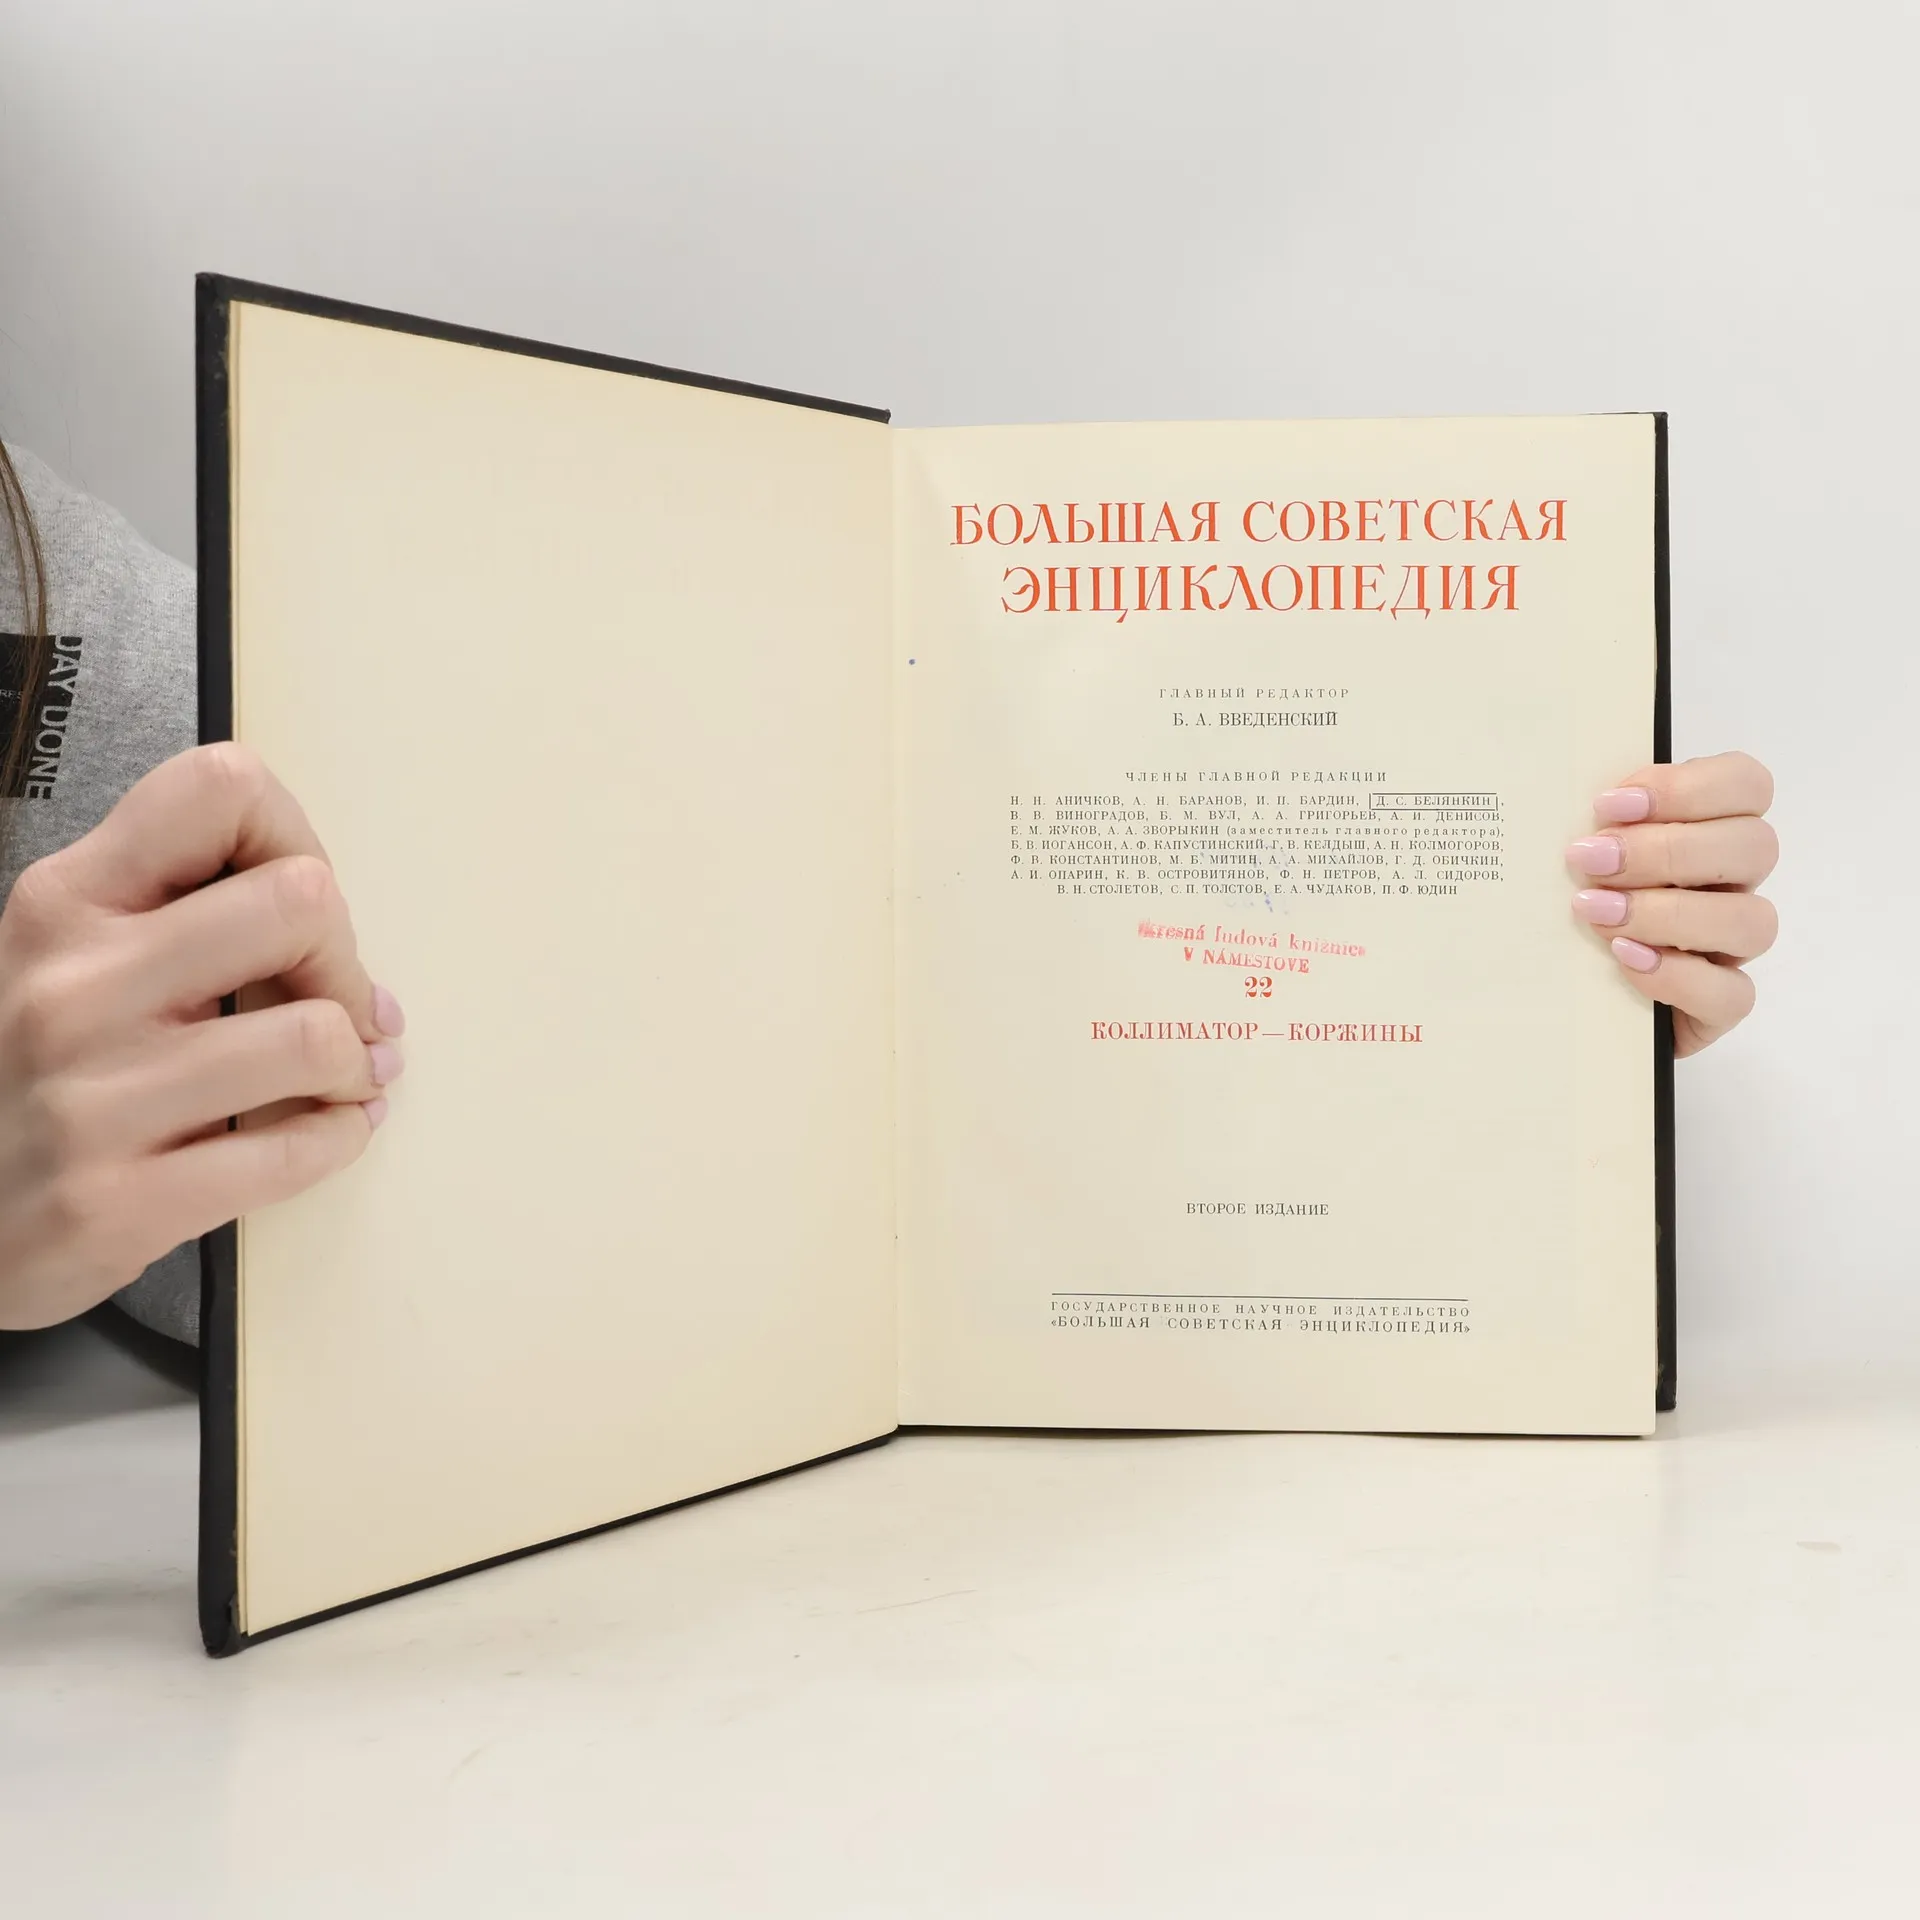 БОЛЬШАЯ СОВЕТСКАЯ
ЭНЦИКЛОПЕДИЯ
ГЛАВНЫЙ РЕДАКТОР
Б. А. ВВЕДЕНСКИЙ
ЧЛЕНЫ ГЛАВНОЙ РЕДАКЦИИ
Н. Н. АНИЧКОВ, А. Н. БАРАНОВ, И. П. БАРДИН, Д. С. БЕЛЯНКИН,
В. В. ВИНОГРАДОВ, Б. М. ВУЛ, А. А. ГРИГОРЬЕВ, А. И. ДЕНИСОВ,
Е. М. ЖУКОВ, А. А. ЗВОРЫКИН (заместитель главного редактора),
Б. В. ИОГАНСОН, А. Ф. КАПУСТИНСКИЙ, Г. В. КЕЛДЫШ, А. Н. КОЛМОГОРОВ,
Ф. В. КОНСТАНТИНОВ, М. Б. МИТИН, А. А. МИХАЙЛОВ, Г. Д. ОБИЧКИН,
А. И. ОПАРИН, К. В. ОСТРОВИТЯНОВ, Ф. Н. ПЕТРОВ, А. Л. СИДОРОВ,
В. Н. СТОЛЕТОВ, С. П. ТОЛСТОВ, Е. А. ЧУДАКОВ, П. Ф. ЮДИН
ľudová knižnica
V NÁMESTOVE
22
КОЛЛИМАТОР—КОРЖИНЫ
ВТОРОЕ ИЗДАНИЕ
ГОСУДАРСТВЕННОЕ НАУЧНОЕ ИЗДАТЕЛЬСТВО
«БОЛЬШАЯ СОВЕТСКАЯ ЭНЦИКЛОПЕДИЯ»
DAY DONE